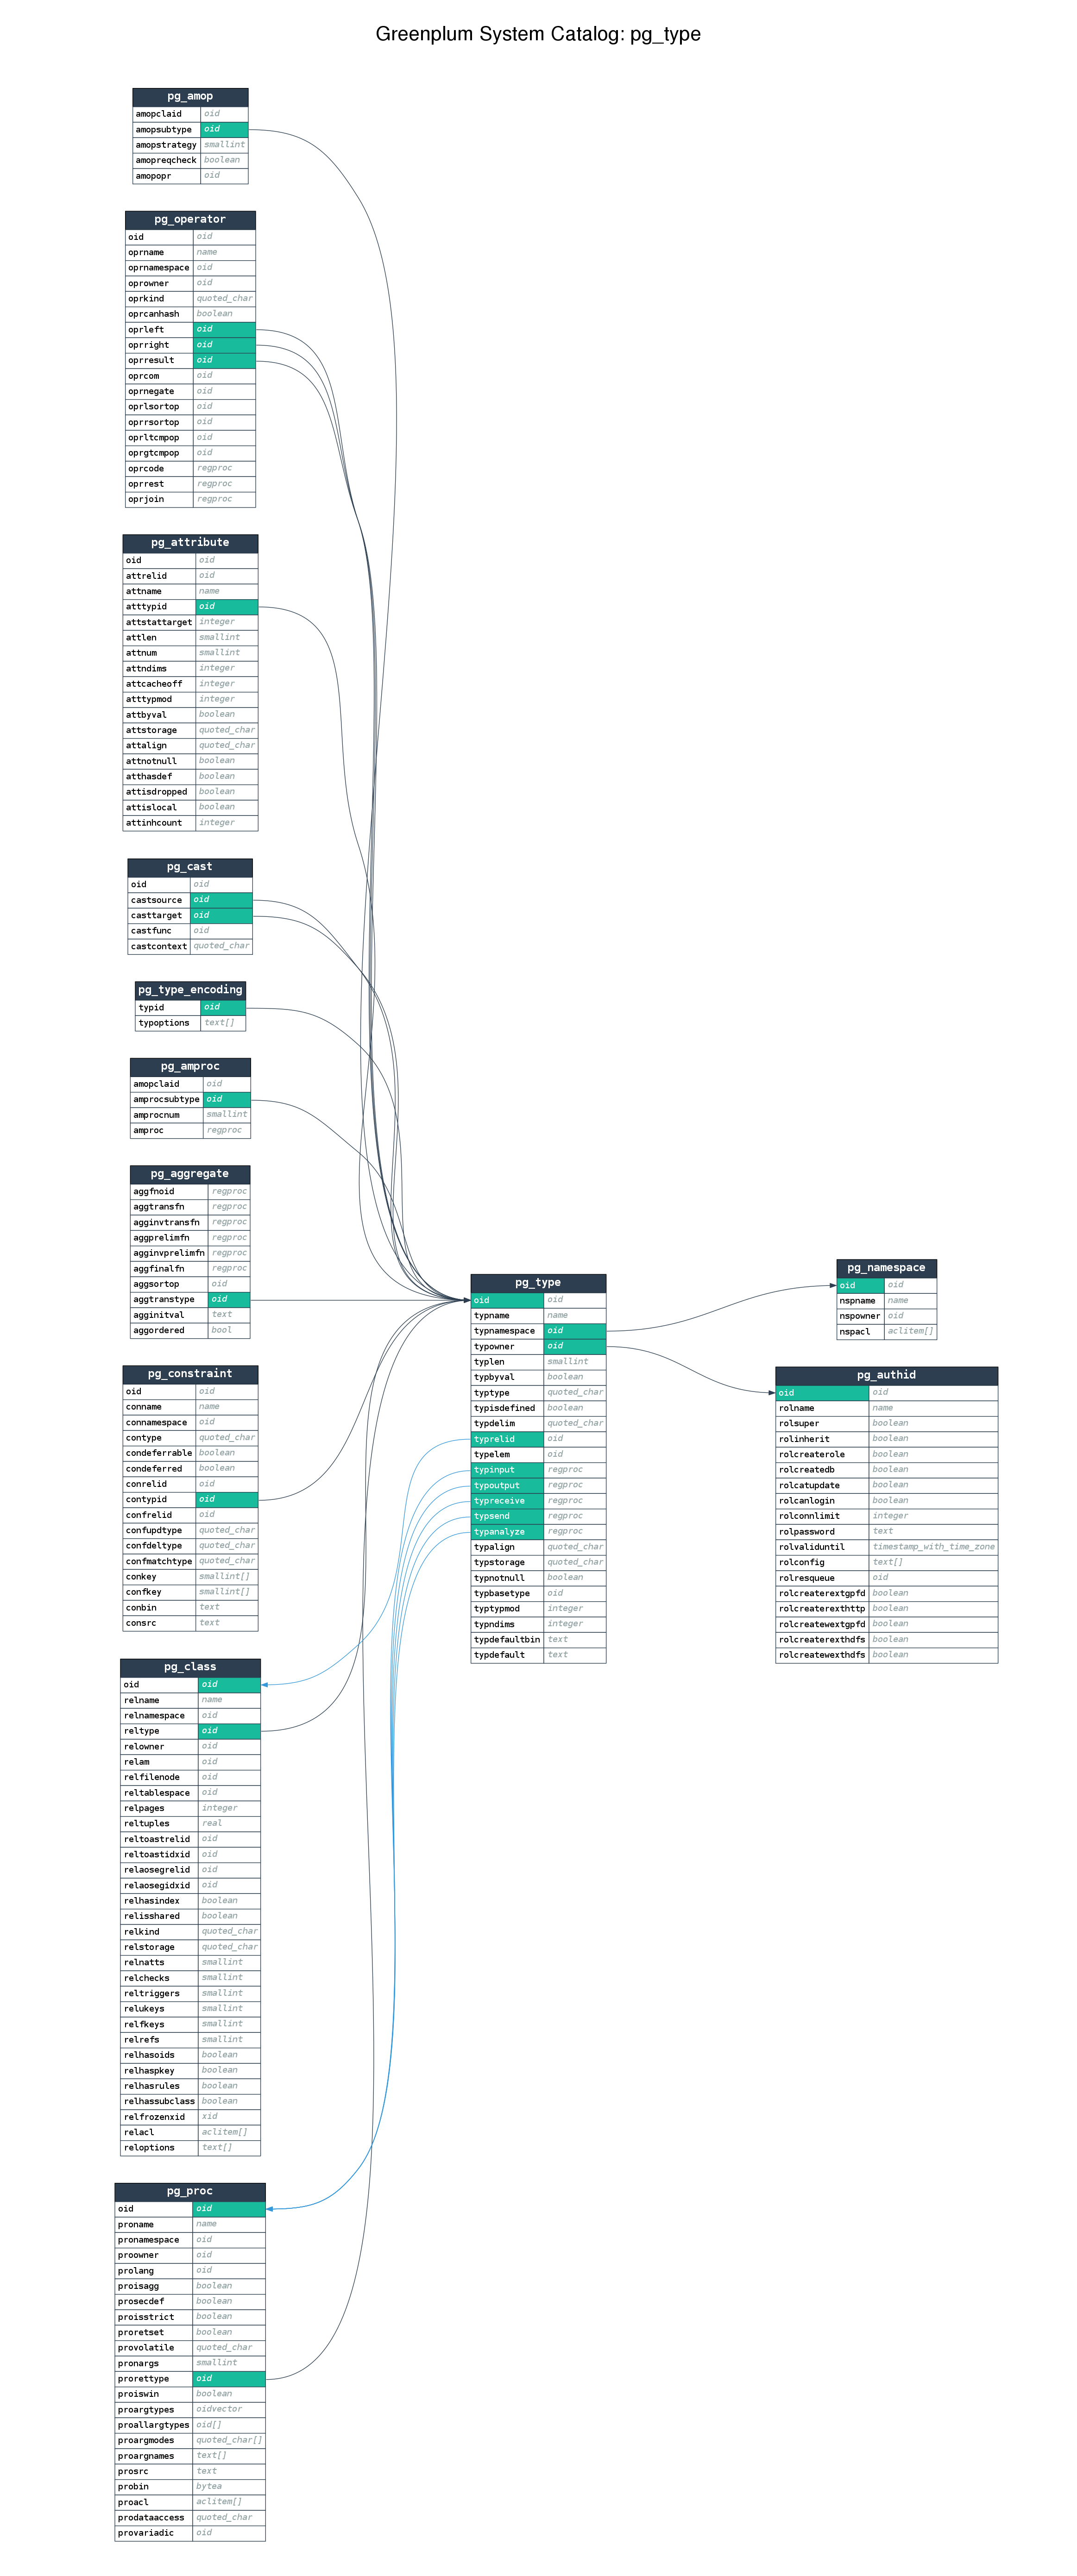 Greenplum System Catalog: pg_type
pg_amop
amopclaid oid
amopsubtype oid
amopstrategy smallint
amopreqcheck boolean
amopopr oid
pg_operator
oid oid
oprname name
oprnamespace oid
oprowner oid
oprkind quoted_char
oprcanhash boolean
oprleft oid
oprright oid
oprresult oid
oprcom oid
oprnegate oid
oprlsortop oid
oprrsortop oid
oprltcmpop oid
oprgtcmpop oid
oprcode regproc
oprrest regproc
oprjoin regproc
pg_attribute
oid oid
attrelid oid
attname name
atttypid oid
attstattarget integer
attlen smallint
attnum smallint
attndims integer
attcacheoff integer
atttypmod integer
attbyval boolean
attstorage quoted_char
attalign quoted_char
attnotnull boolean
atthasdef boolean
attisdropped boolean
attislocal boolean
attinhcount integer
pg_cast
oid oid
castsource oid
casttarget oid
castfunc oid
castcontext quoted_char
pg_type_encoding
typid oid
typoptions text[]
pg_amproc
amopclaid oid
amprocsubtype oid
amprocnum smallint
amproc regproc
pg_aggregate
aggfnoid regproc
aggtransfn regproc
agginvtransfn regproc
aggprelimfn regproc
agginvprelimfn regproc
aggfinalfn regproc
aggsortop oid
aggtranstype oid
agginitval text
aggordered bool
pg_constraint
oid oid
conname name
connamespace oid
contype quoted_char
condeferrable boolean
condeferred boolean
conrelid oid
contypid oid
confrelid oid
confupdtype quoted_char
confdeltype quoted_char
confmatchtype quoted_char
conkey smallint[]
confkey smallint[]
conbin text
consrc text
pg_class
oid oid
relname name
relnamespace oid
reltype oid
relowner oid
relam oid
relfilenode oid
reltablespace oid
relpages integer
reltuples real
reltoastrelid oid
reltoastidxid oid
relaosegrelid oid
relaosegidxid oid
relhasindex boolean
relisshared boolean
relkind quoted_char
relstorage quoted_char
relnatts smallint
relchecks smallint
reltriggers smallint
relukeys smallint
relfkeys smallint
relrefs smallint
relhasoids boolean
relhaspkey boolean
relhasrules boolean
relhassubclass boolean
relfrozenxid xid
relacl aclitem[]
reloptions text[]
pg_proc
oid oid
proname name
pronamespace oid
proowner oid
prolang oid
proisagg boolean
prosecdef boolean
proisstrict boolean
proretset boolean
provolatile quoted_char
pronargs smallint
prorettype oid
proiswin boolean
proargtypes oidvector
proallargtypes oid[]
proargmodes quoted_char[]
proargnames text[]
prosrc text
probin bytea
proacl aclitem[]
prodataaccess quoted_char
provariadic oid
pg_type
oid oid
typname name
typnamespace oid
typowner oid
typlen smallint
typbyval boolean
typtype quoted_char
typisdefined boolean
typdelim quoted_char
typrelid oid
typelem oid
typinput regproc
typoutput regproc
typreceive regproc
typsend regproc
typanalyze regproc
typalign quoted_char
typstorage quoted_char
typnotnull boolean
typbasetype oid
typtypmod integer
typndims integer
typdefaultbin text
typdefault text
pg_namespace
oid oid
nspname name
nspowner oid
nspacl aclitem[]
pg_authid
oid oid
rolname name
rolsuper boolean
rolinherit boolean
rolcreaterole boolean
rolcreatedb boolean
rolcatupdate boolean
rolcanlogin boolean
rolconnlimit integer
rolpassword text
rolvaliduntil timestamp_with_time_zone
rolconfig text[]
rolresqueue oid
rolcreaterextgpfd boolean
rolcreaterexthttp boolean
rolcreatewextgpfd boolean
rolcreaterexthdfs boolean
rolcreatewexthdfs boolean